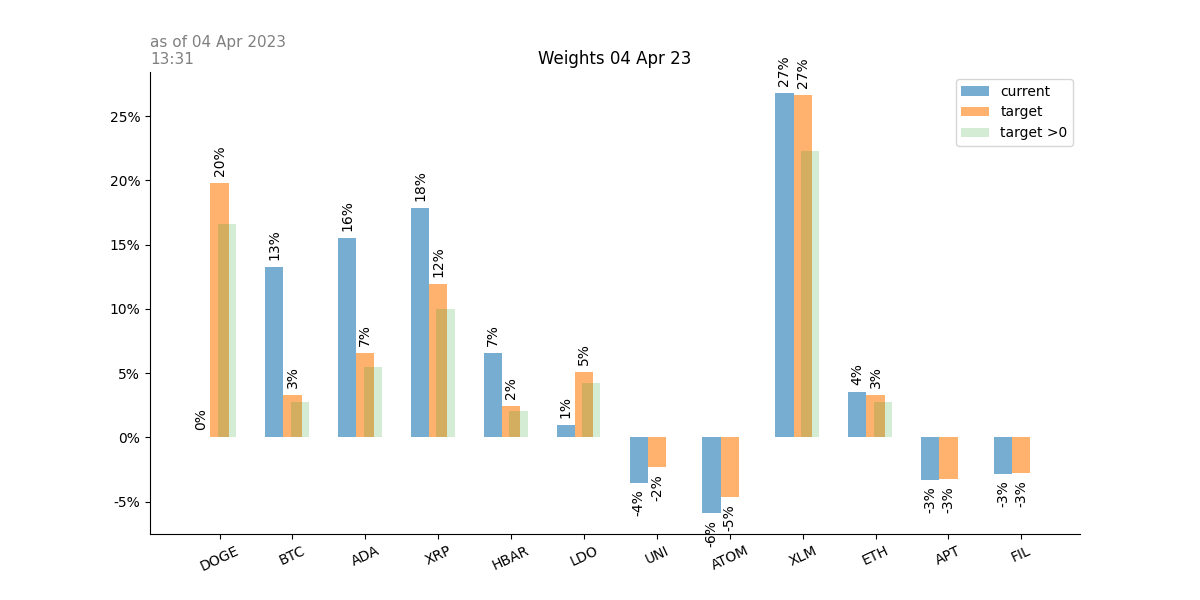 as of 04 Apr 2023
13:31
Weights 04 Apr 23
current
target
target >0
25%
20%
15%
10%
5%
0%
-5%
0%
20%
13%
3%
16%
7%
18%
12%
7%
2%
1%
5%
-4%
-2%
-6%
-5%
27%
27%
4%
3%
-3%
-3%
-3%
-3%
DOGE
BTC
ADA
XRP
HBAR
LDO
UNI
ATOM
XLM
ETH
APT
FIL